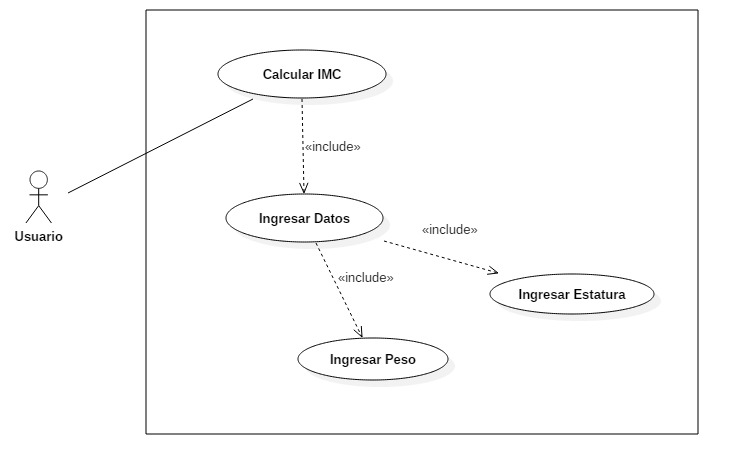 Calcular IMC
«include»
Ingresar Datos
«include»
Usuario
«include»
Ingresar Estatura
Ingresar Peso